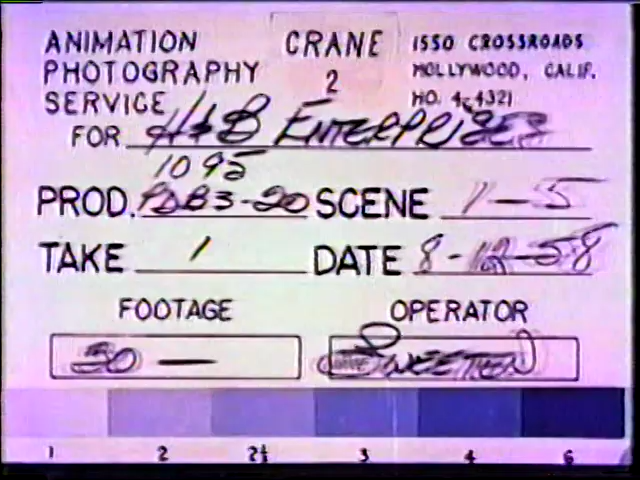 ANIMATION PHOTOGRAPHY SERVICE
CRANE 2
1550 CROSSROADS
HOLLYWOOD, CALIF.
HO. 4-4321
FOR H&B ENTERPRISES
1095
PROD. SCENE 1-5
TAKE 1 DATE 8-12-58
FOOTAGE OPERATOR
30 —
1 2 2½ 3 4 6